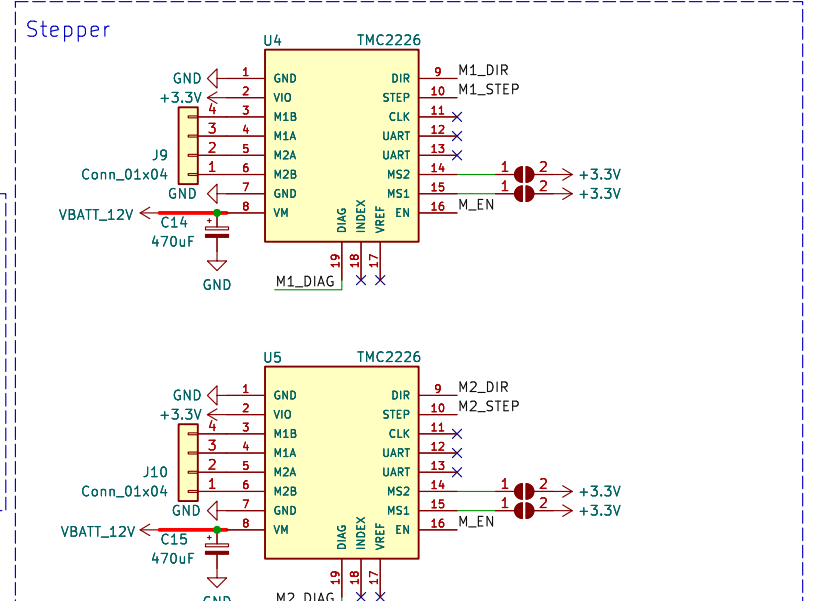 Stepper
U4 TMC2226
GND 1 GND DIR 9 M1_DIR
+3.3V 2 VIO STEP 10 M1_STEP
4 3 M1B CLK 11
3 4 M1A UART 12
J9 2 5 M2A UART 13
Conn_01x04 1 6 M2B MS2 14 1 2 +3.3V
GND 7 GND MS1 15 1 2 +3.3V
VBATT_12V 8 VM EN 16 M_EN
C14 +
470uF
DIAG INDEX VREF
19 18 17
GND
M1_DIAG
U5 TMC2226
GND 1 GND DIR 9 M2_DIR
+3.3V 2 VIO STEP 10 M2_STEP
4 3 M1B CLK 11
3 4 M1A UART 12
J10 2 5 M2A UART 13
Conn_01x04 1 6 M2B MS2 14 1 2 +3.3V
GND 7 GND MS1 15 1 2 +3.3V
VBATT_12V 8 VM EN 16 M_EN
C15 +
470uF
DIAG INDEX VREF
19 18 17
GND
M2_DIAG